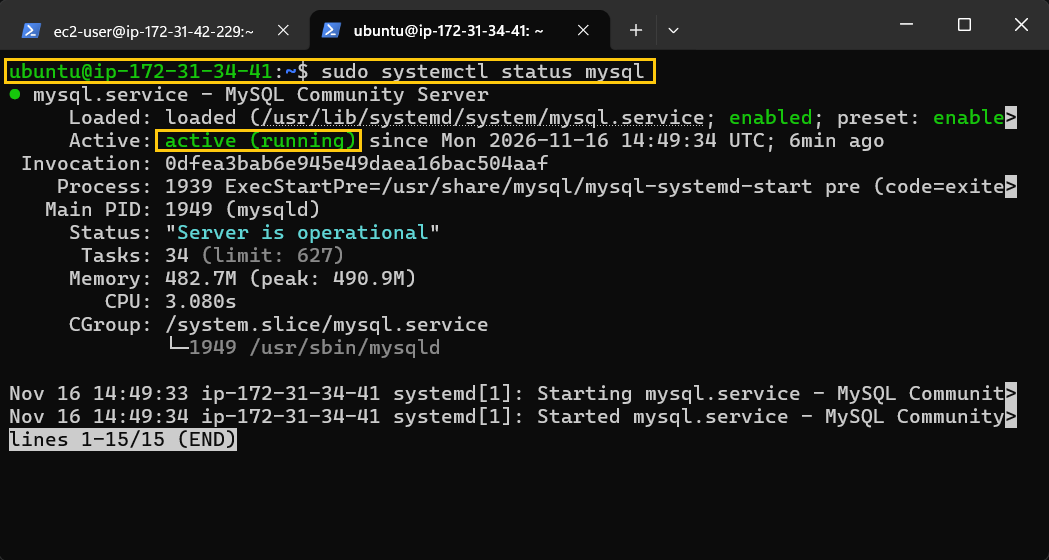 ec2-user@ip-172-31-42-229:~
ubuntu@ip-172-31-34-41: ~
ubuntu@ip-172-31-34-41:~$ sudo systemctl status mysql
● mysql.service - MySQL Community Server
Loaded: loaded (/usr/lib/systemd/system/mysql.service; enabled; preset: enable>
Active: active (running) since Mon 2026-11-16 14:49:34 UTC; 6min ago
Invocation: 0dfea3bab6e945e49daea16bac504aaf
Process: 1939 ExecStartPre=/usr/share/mysql/mysql-systemd-start pre (code=exite>
Main PID: 1949 (mysqld)
Status: "Server is operational"
Tasks: 34 (limit: 627)
Memory: 482.7M (peak: 490.9M)
CPU: 3.080s
CGroup: /system.slice/mysql.service
└─1949 /usr/sbin/mysqld
Nov 16 14:49:33 ip-172-31-34-41 systemd[1]: Starting mysql.service - MySQL Communit>
Nov 16 14:49:34 ip-172-31-34-41 systemd[1]: Started mysql.service - MySQL Community>
lines 1-15/15 (END)